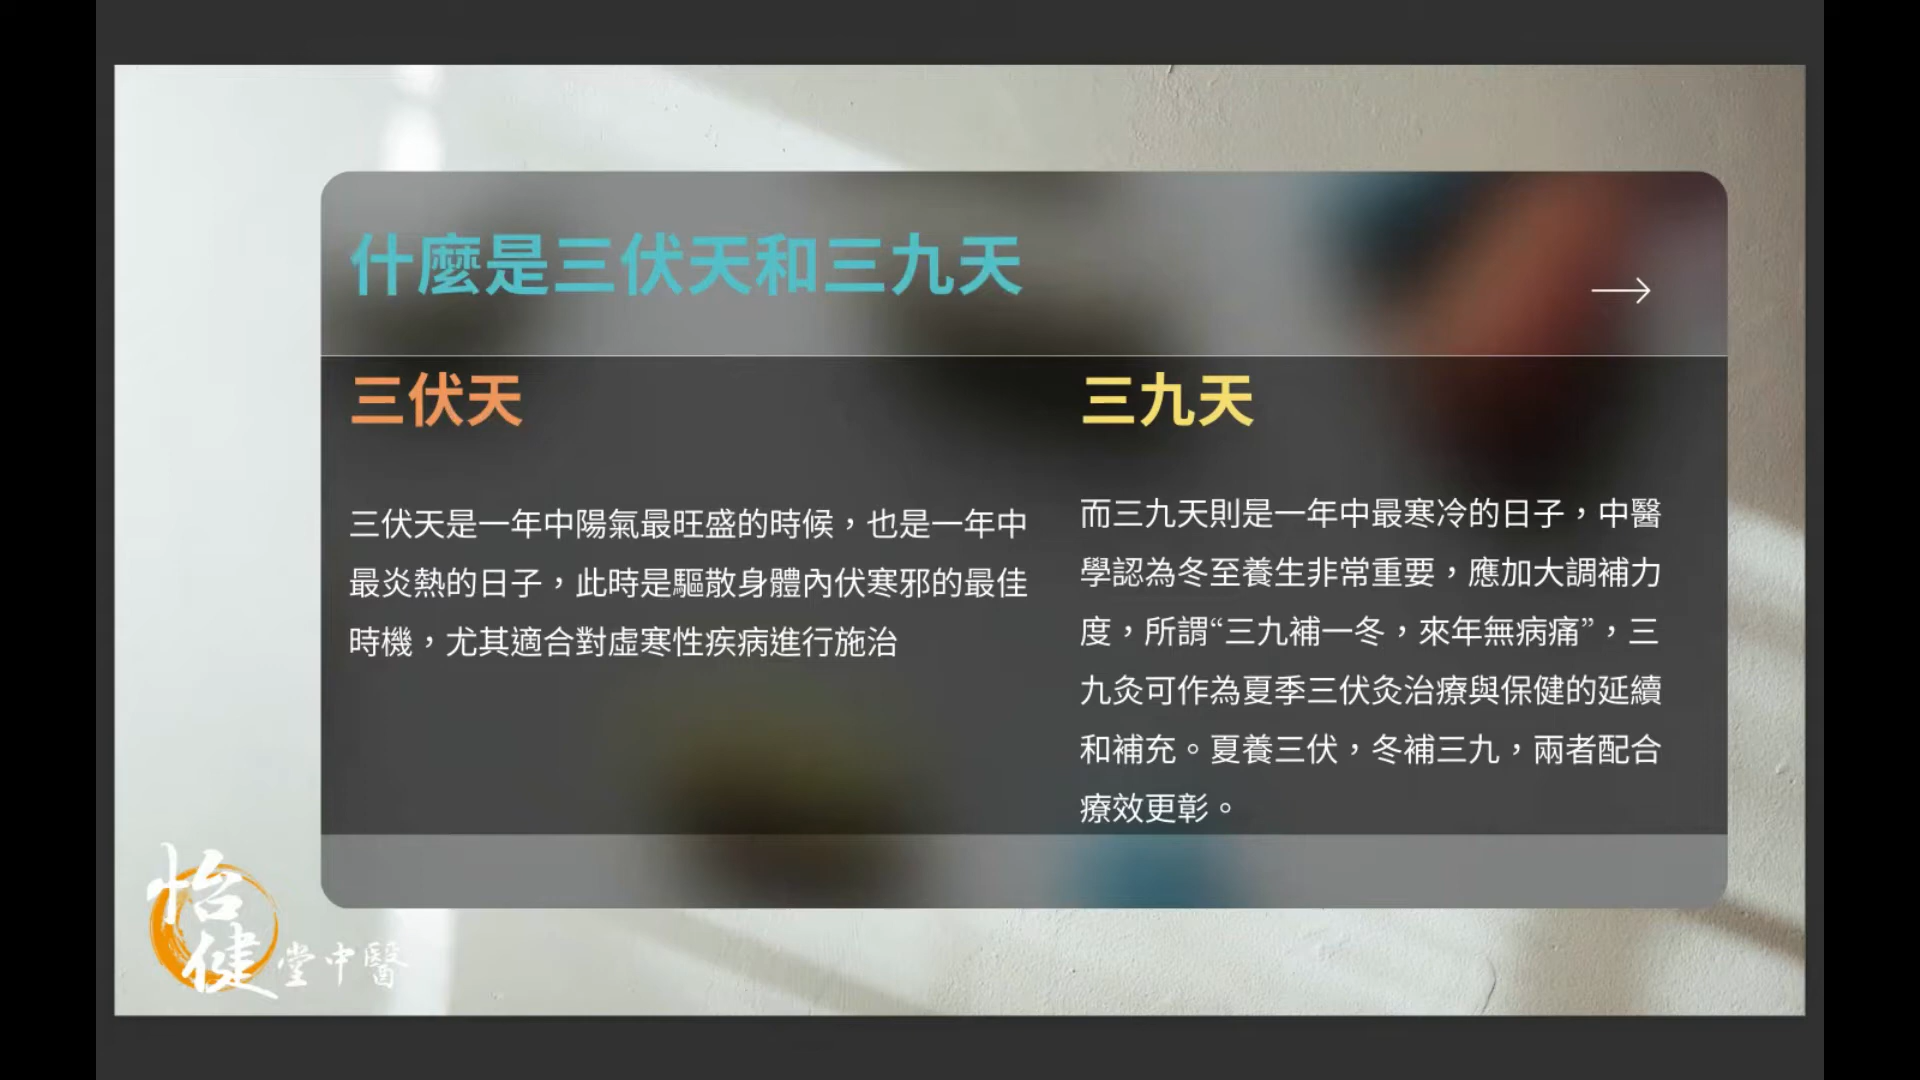 什麼是三伏天和三九天
三伏天
三伏天是一年中陽氣最旺盛的時候，也是一年中
最炎熱的日子，此時是驅散身體內伏寒邪的最佳
時機，尤其適合對虛寒性疾病進行施治
三九天
而三九天則是一年中最寒冷的日子，中醫
學認為冬至養生非常重要，應加大調補力
度，所謂“三九補一冬，來年無病痛”，三
九灸可作為夏季三伏灸治療與保健的延續
和補充。夏養三伏，冬補三九，兩者配合
療效更彰。
怡健堂中醫